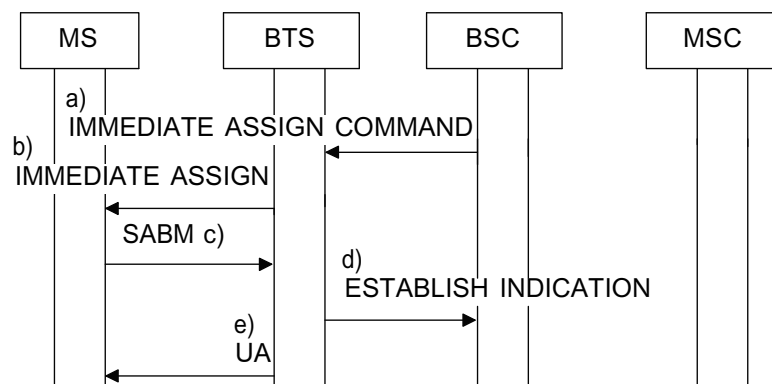 MS BTS BSC MSC
a)
IMMEDIATE ASSIGN COMMAND
b)
IMMEDIATE ASSIGN
SABM c)
d)
ESTABLISH INDICATION
e)
UA